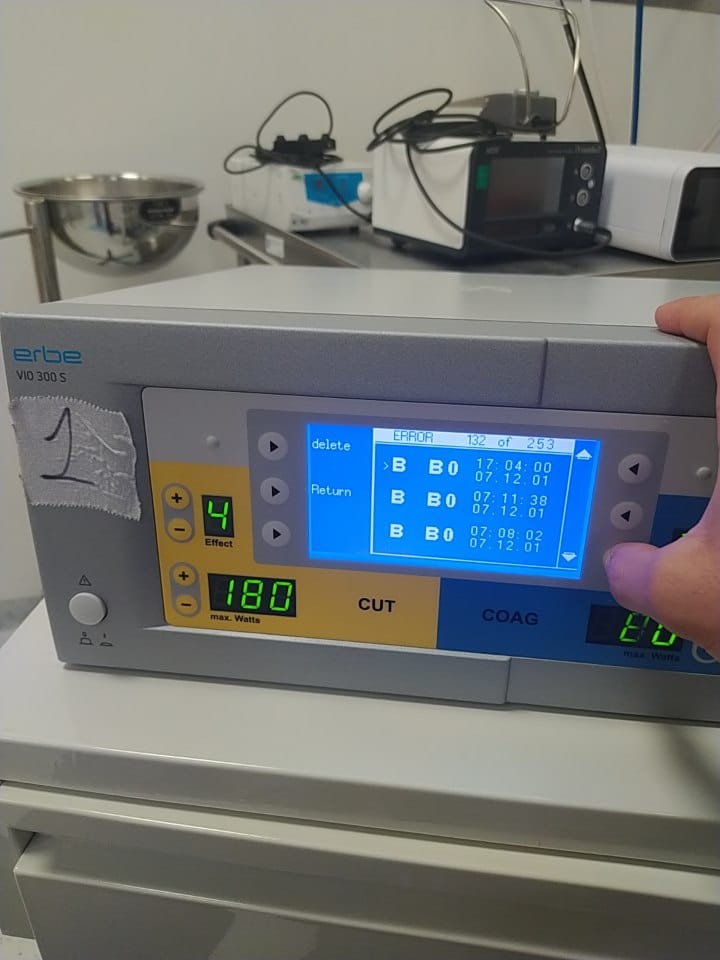 erbe
VIO 300 S
1
delete
Return
ERROR 132 of 253
>B B0 17:04:00
07.12.01
B B0 07:11:38
07.12.01
B B0 07:08:02
07.12.01
+
-
4
Effect
+
-
180
max. Watts
CUT
COAG
max. Watts